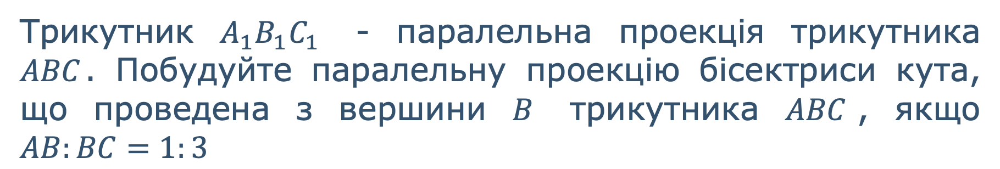 Трикутник A₁B₁C₁ - паралельна проекція трикутника
ABC. Побудуйте паралельну проекцію бісектриси кута,
що проведена з вершини B трикутника ABC , якщо
AB:BC = 1:3